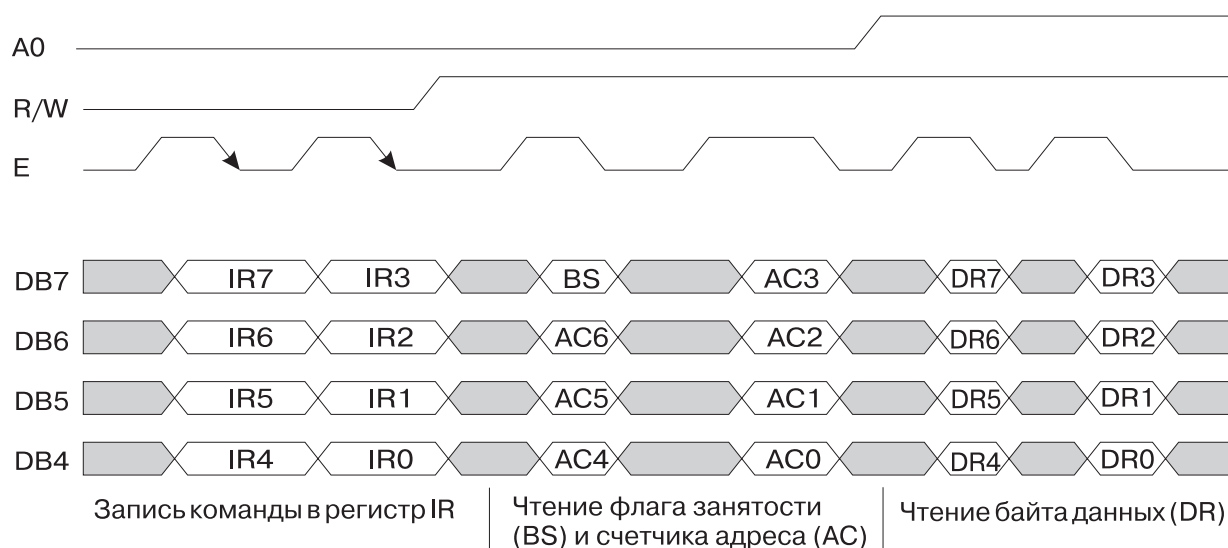 A0
R/W
E
DB7 IR7 IR3 BS AC3 DR7 DR3
DB6 IR6 IR2 AC6 AC2 DR6 DR2
DB5 IR5 IR1 AC5 AC1 DR5 DR1
DB4 IR4 IR0 AC4 AC0 DR4 DR0
Запись команды в регистр IR
Чтение флага занятости
(BS) и счетчика адреса (AC)
Чтение байта данных (DR)